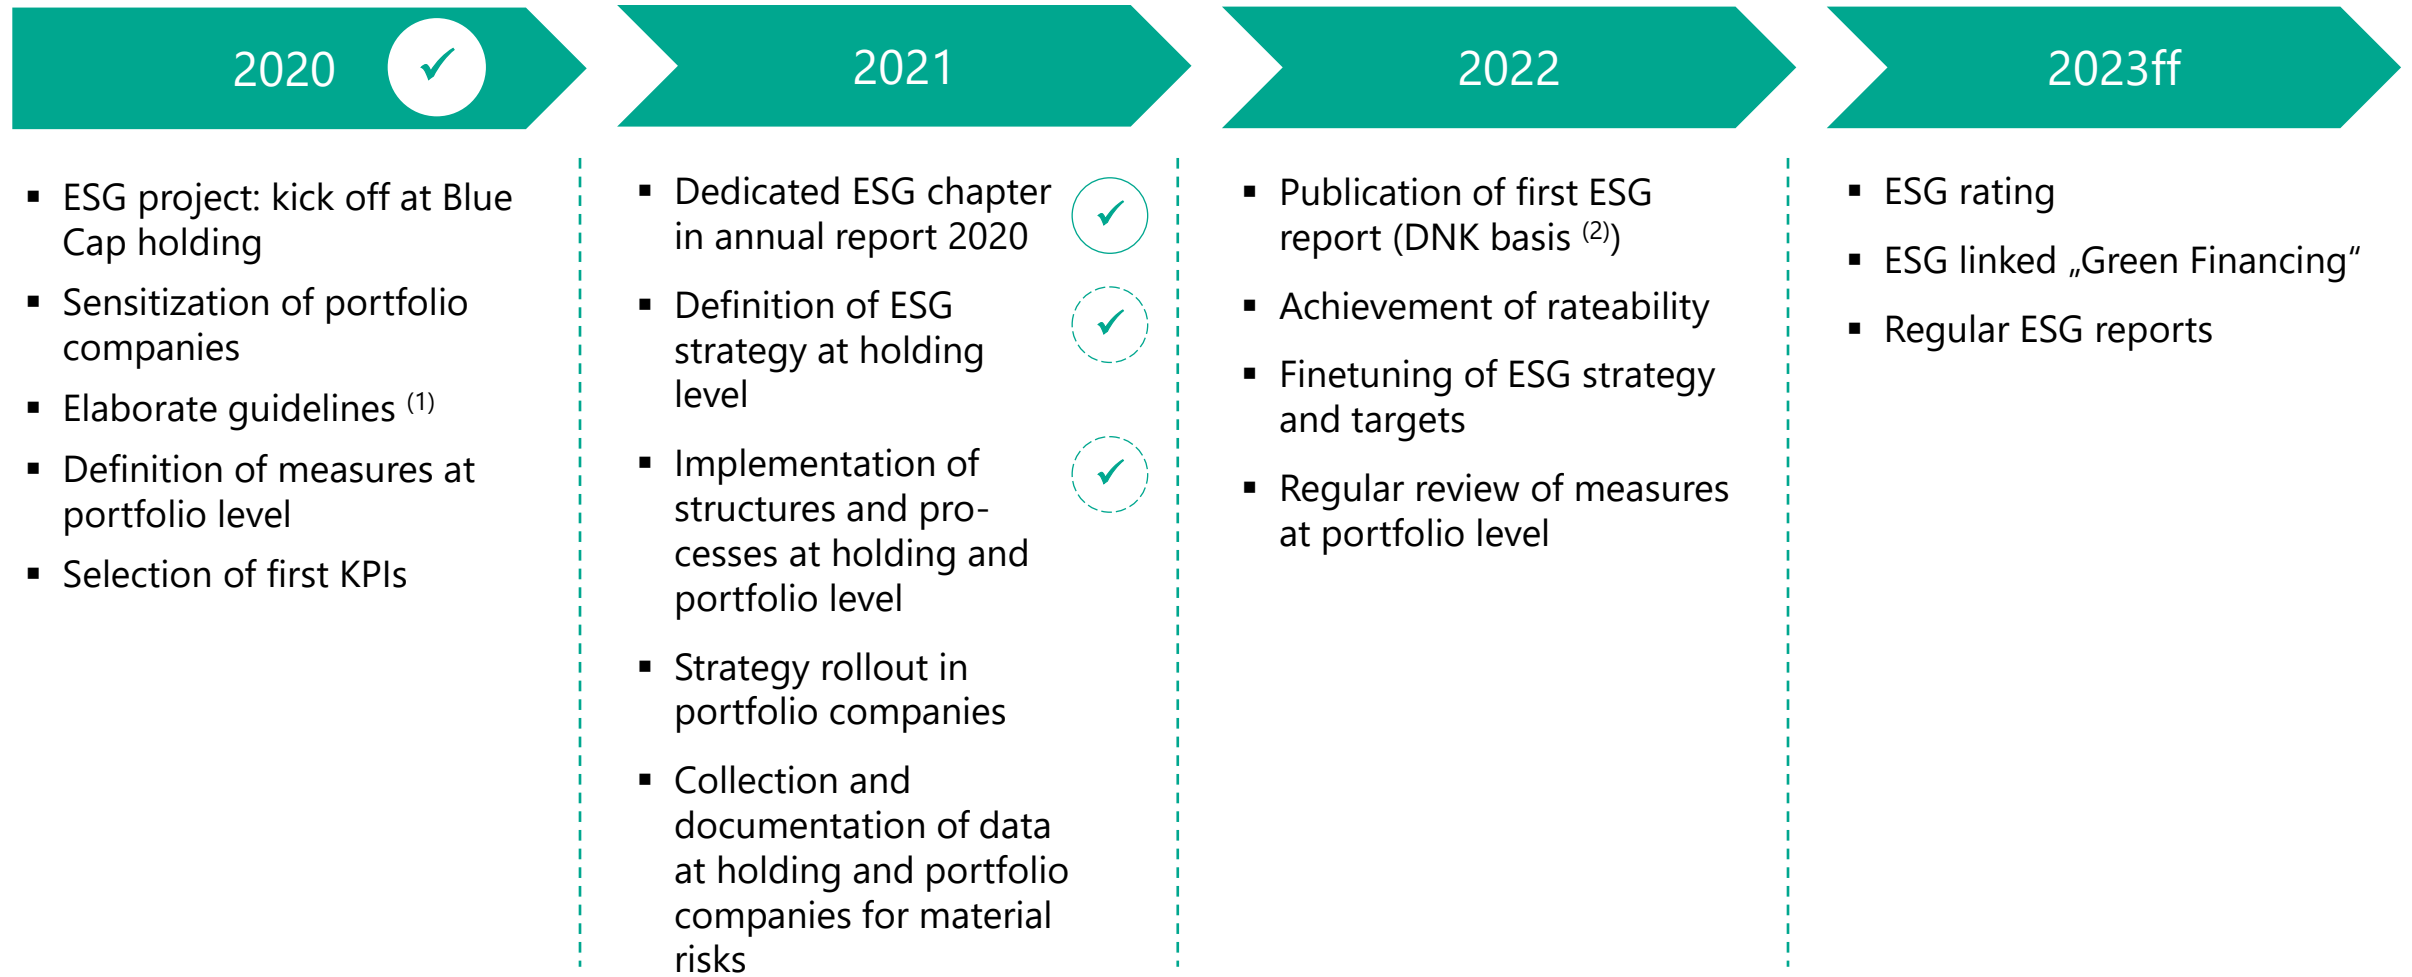 2020 ✓
ESG project: kick off at Blue
Cap holding
Sensitization of portfolio
companies
Elaborate guidelines (1)
Definition of measures at
portfolio level
Selection of first KPIs
2021
Dedicated ESG chapter
in annual report 2020 ✓
Definition of ESG
strategy at holding
level ✓
Implementation of
structures and pro-
cesses at holding and
portfolio level ✓
Strategy rollout in
portfolio companies
Collection and
documentation of data
at holding and portfolio
companies for material
risks
2022
Publication of first ESG
report (DNK basis (2))
Achievement of rateability
Finetuning of ESG strategy
and targets
Regular review of measures
at portfolio level
2023ff
ESG rating
ESG linked „Green Financing“
Regular ESG reports